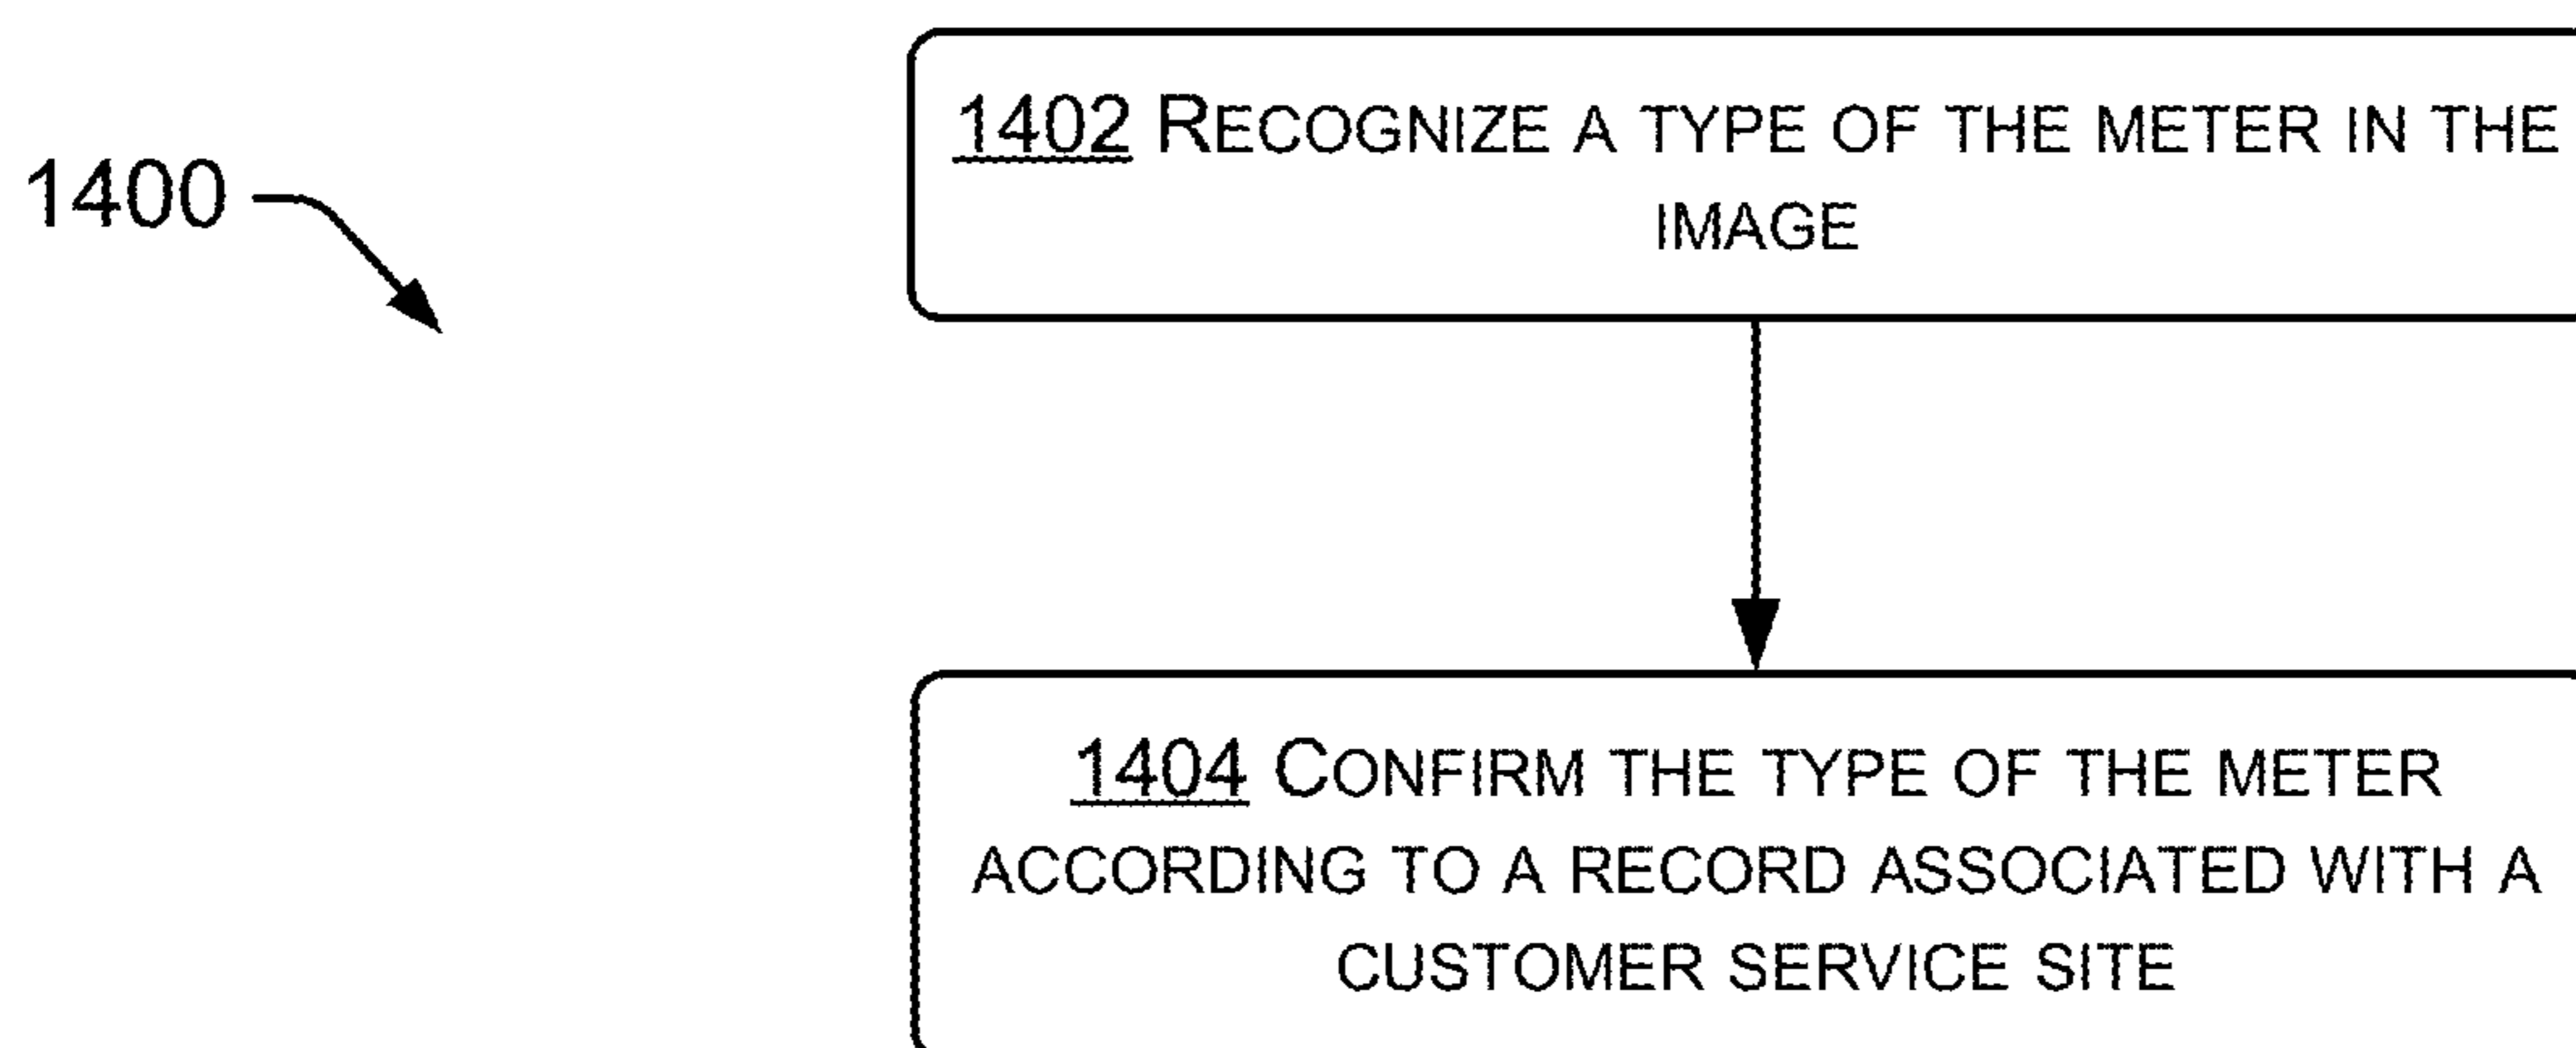 1400
1402 RECOGNIZE A TYPE OF THE METER IN THE
IMAGE
1404 CONFIRM THE TYPE OF THE METER
ACCORDING TO A RECORD ASSOCIATED WITH A
CUSTOMER SERVICE SITE